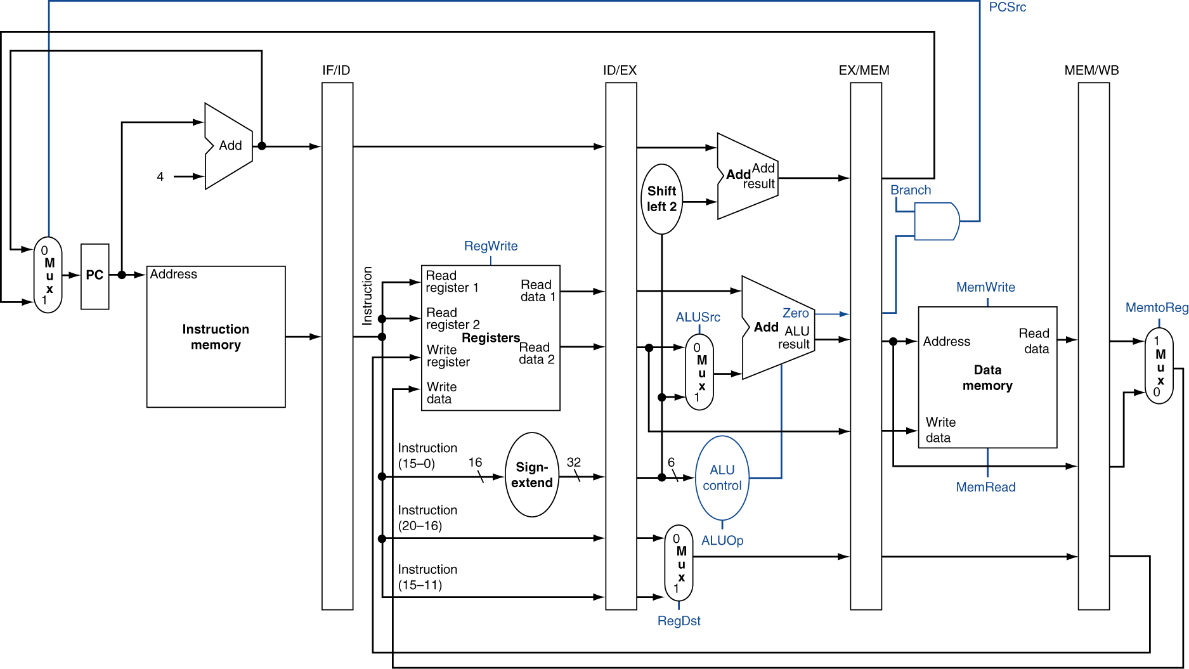 PCSrc
IF/ID
ID/EX
EX/MEM
MEM/WB
Add
4
Add
Add
result
Shift
left 2
Branch
0
M
u
x
1
PC
Address
Instruction
memory
Instruction
RegWrite
Read
register 1
Read
register 2
Write
register
Write
data
Registers
Read
data 1
Read
data 2
ALUSrc
0
M
u
x
1
Zero
Add
ALU
result
MemWrite
Address
Read
data
Data
memory
Write
data
MemRead
MemtoReg
1
M
u
x
0
Instruction
(15–0)
16
Sign-
extend
32
6
ALU
control
ALUOp
Instruction
(20–16)
Instruction
(15–11)
0
M
u
x
1
RegDst